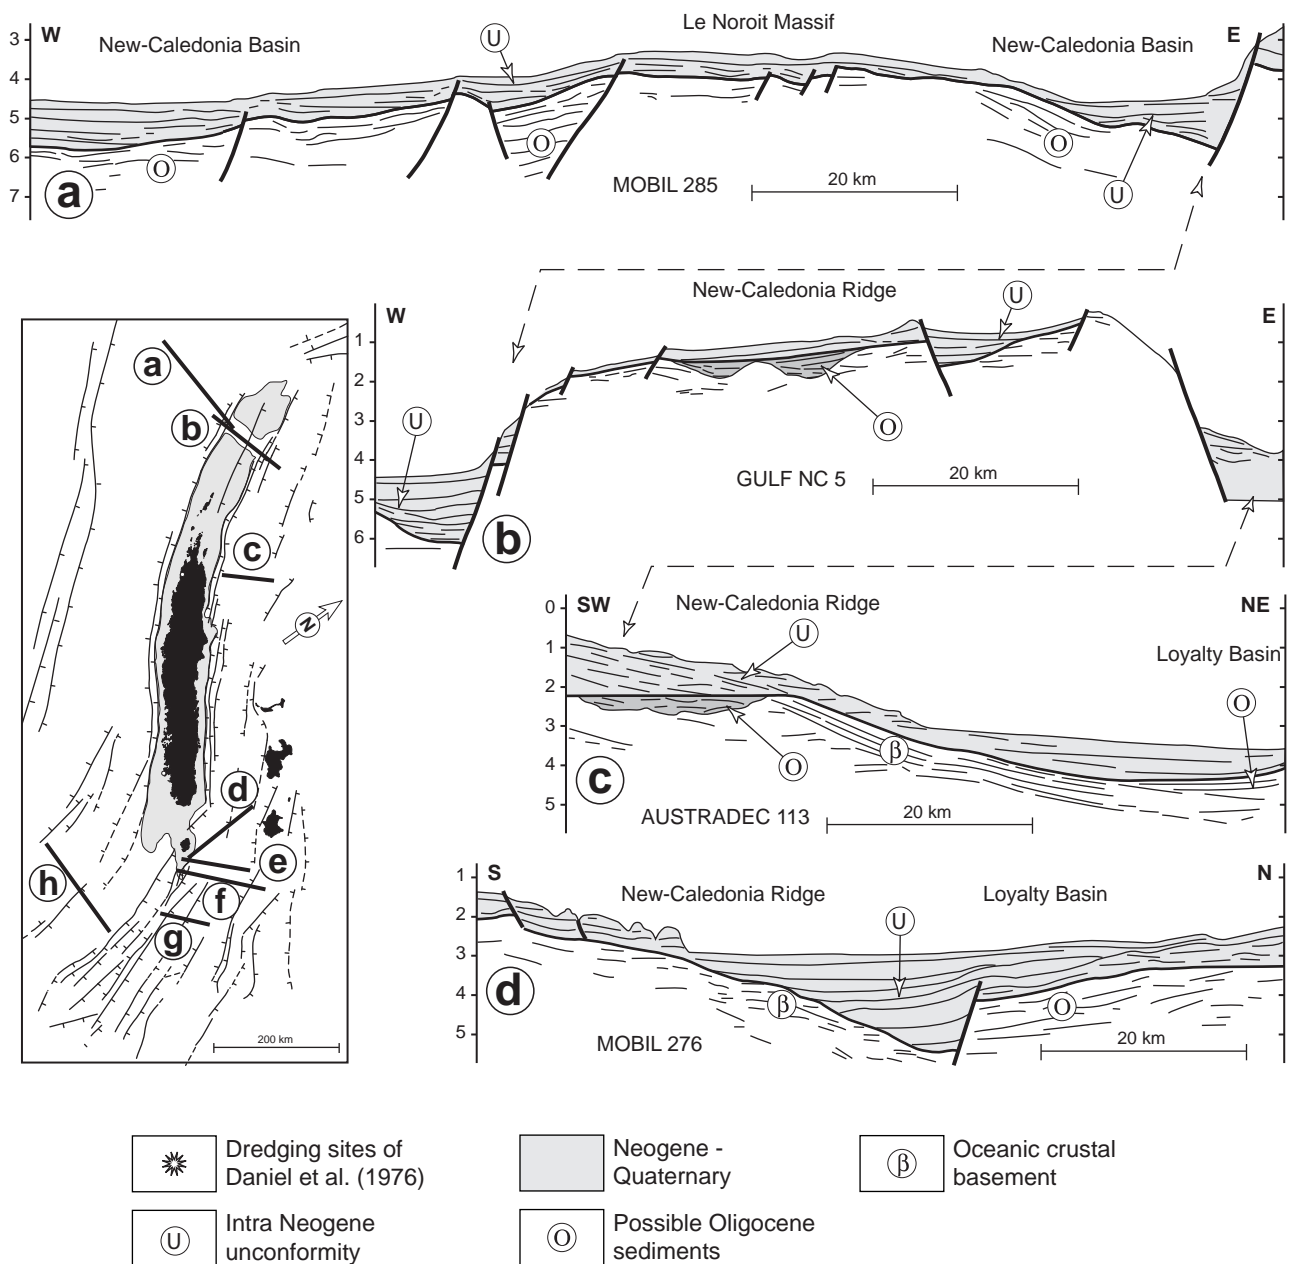 Le Noroit Massif
W
New-Caledonia Basin
U
New-Caledonia Basin
E
3
4
5
6
7
O
O
O
U
a
MOBIL 285
20 km
New-Caledonia Ridge
W
U
E
1
2
3
4
5
6
U
O
GULF NC 5
20 km
b
a
b
c
N
d
e
f
g
h
200 km
SW
New-Caledonia Ridge
NE
0
1
2
3
4
5
U
Loyalty Basin
O
β
O
c
AUSTRADEC 113
20 km
S
New-Caledonia Ridge
Loyalty Basin
N
1
2
3
4
5
U
d
β
O
MOBIL 276
20 km
Dredging sites of
Daniel et al. (1976)
Neogene -
Quaternary
β
Oceanic crustal
basement
U
Intra Neogene
unconformity
O
Possible Oligocene
sediments